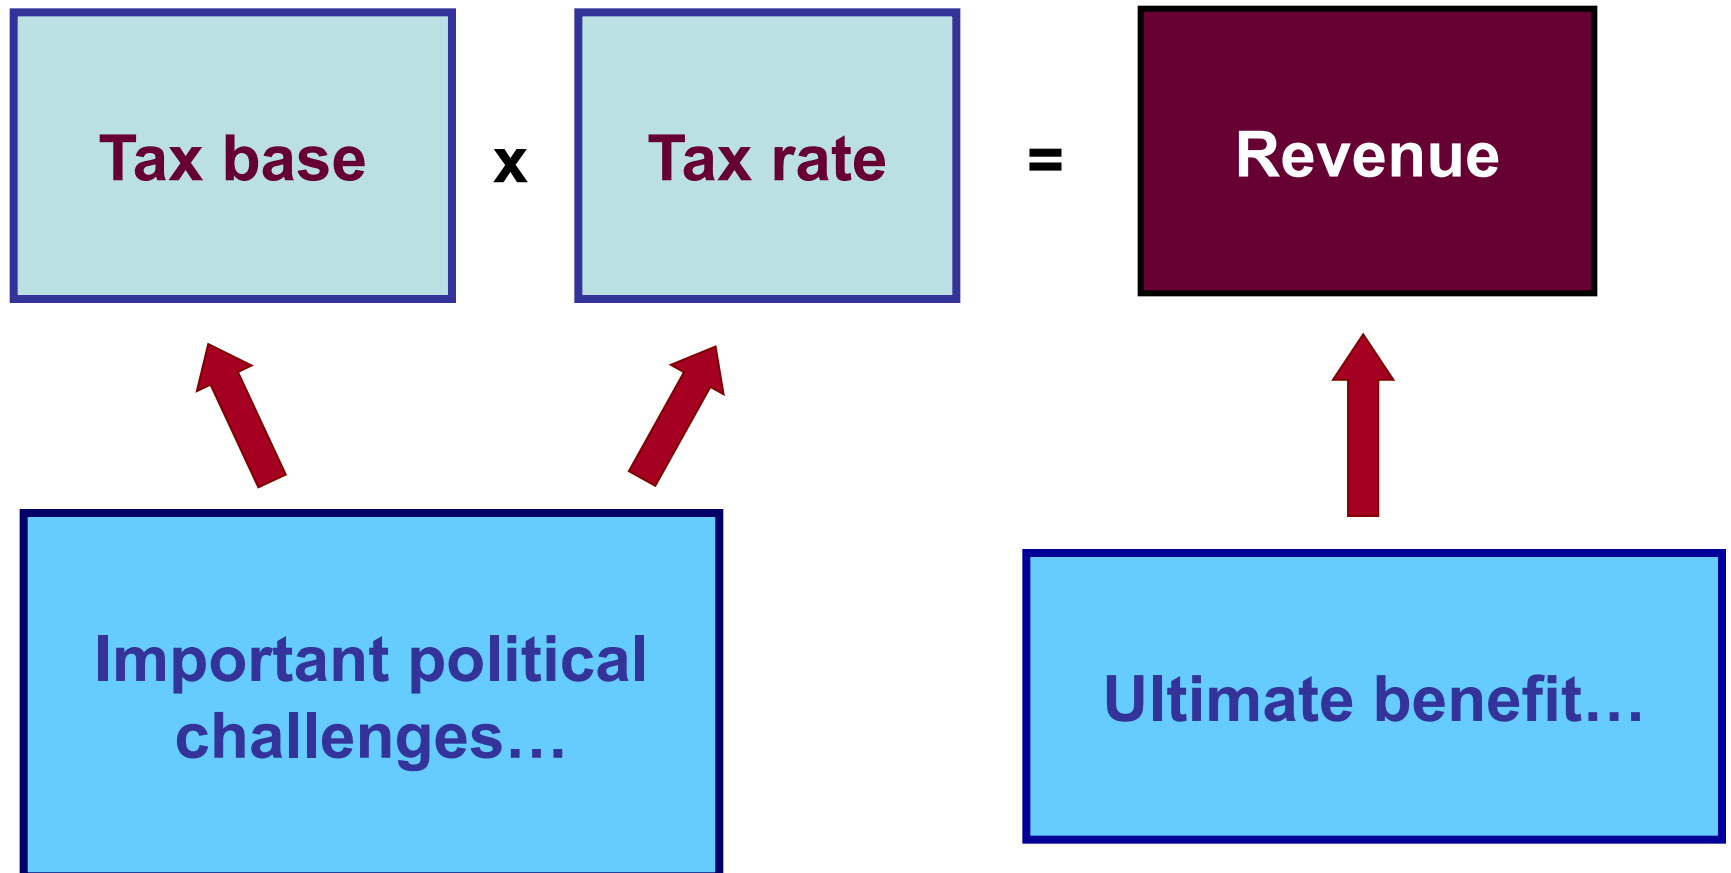 Tax base x Tax rate = Revenue
Important political
challenges…
Ultimate benefit…